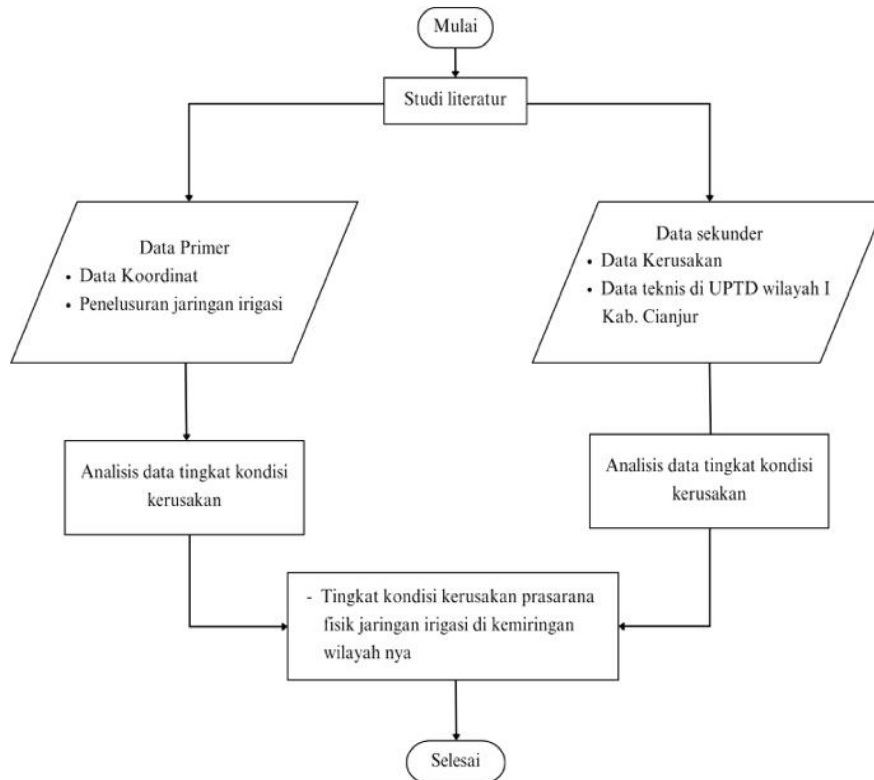 Mulai
Studi literatur
Data Primer
• Data Koordinat
• Penelusuran jaringan irigasi
Data sekunder
• Data Kerusakan
• Data teknis di UPTD wilayah I
Kab. Cianjur
Analisis data tingkat kondisi
kerusakan
Analisis data tingkat kondisi
kerusakan
- Tingkat kondisi kerusakan prasarana
fisik jaringan irigasi di kemiringan
wilayah nya
Selesai